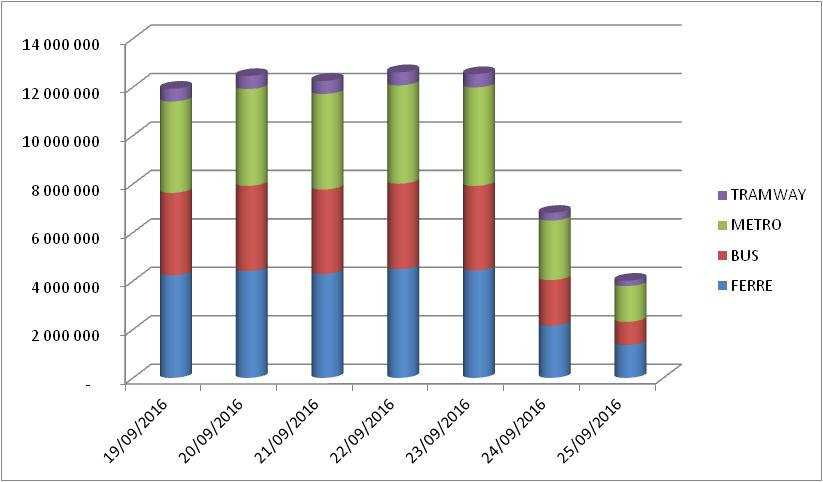 14 000 000
12 000 000
10 000 000
8 000 000
6 000 000
4 000 000
2 000 000
-
19/09/2016
20/09/2016
21/09/2016
22/09/2016
23/09/2016
24/09/2016
25/09/2016
TRAMWAY
METRO
BUS
FERRE